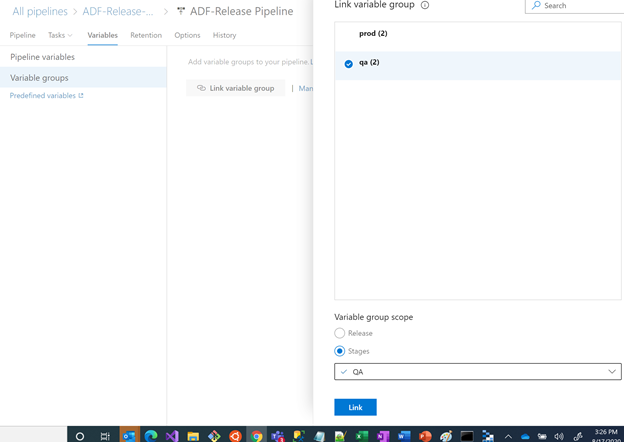 All pipelines > ADF-Release-... > ADF-Release Pipeline
Pipeline Tasks Variables Retention Options History
Pipeline variables
Variable groups
Predefined variables
Add variable groups to your pipeline
Link variable group | Man
Link variable group
Search
prod (2)
qa (2)
Variable group scope
Release
Stages
QA
Link
3:26 PM
8/17/2020